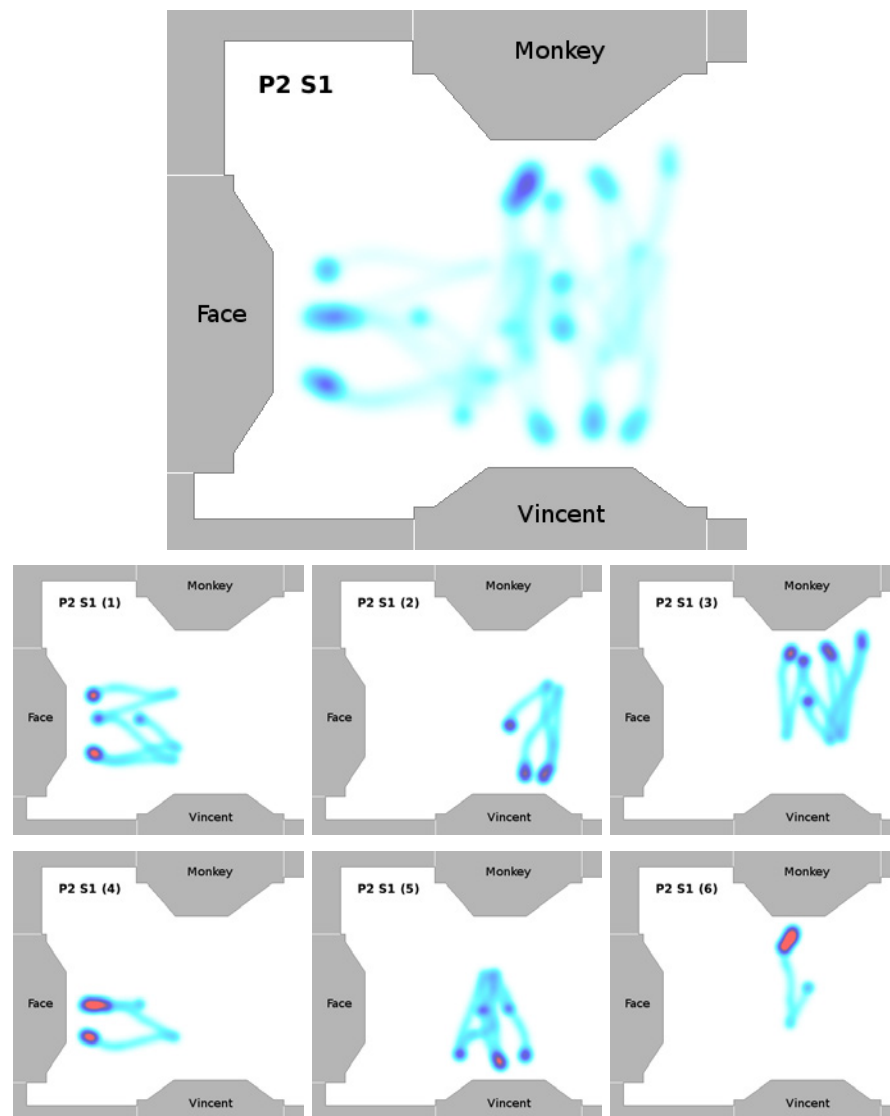 Monkey
P2 S1
Face
Vincent
Monkey
P2 S1 (1)
Face
Vincent
Monkey
P2 S1 (2)
Face
Vincent
Monkey
P2 S1 (3)
Face
Vincent
Monkey
P2 S1 (4)
Face
Vincent
Monkey
P2 S1 (5)
Face
Vincent
Monkey
P2 S1 (6)
Face
Vincent